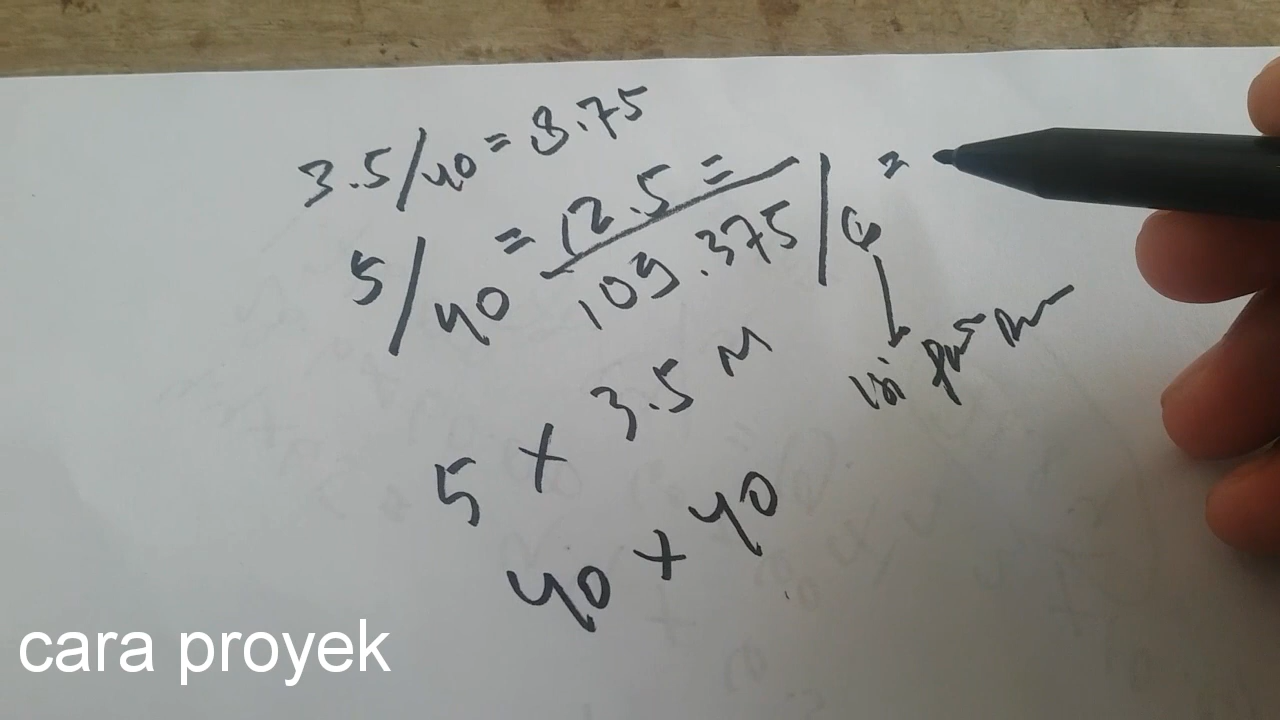 3.5/40 = 8.75
5/40 = 12.5 =
109.375 / 6 =
isi
5 x 3.5 M
40 x 40
cara proyek